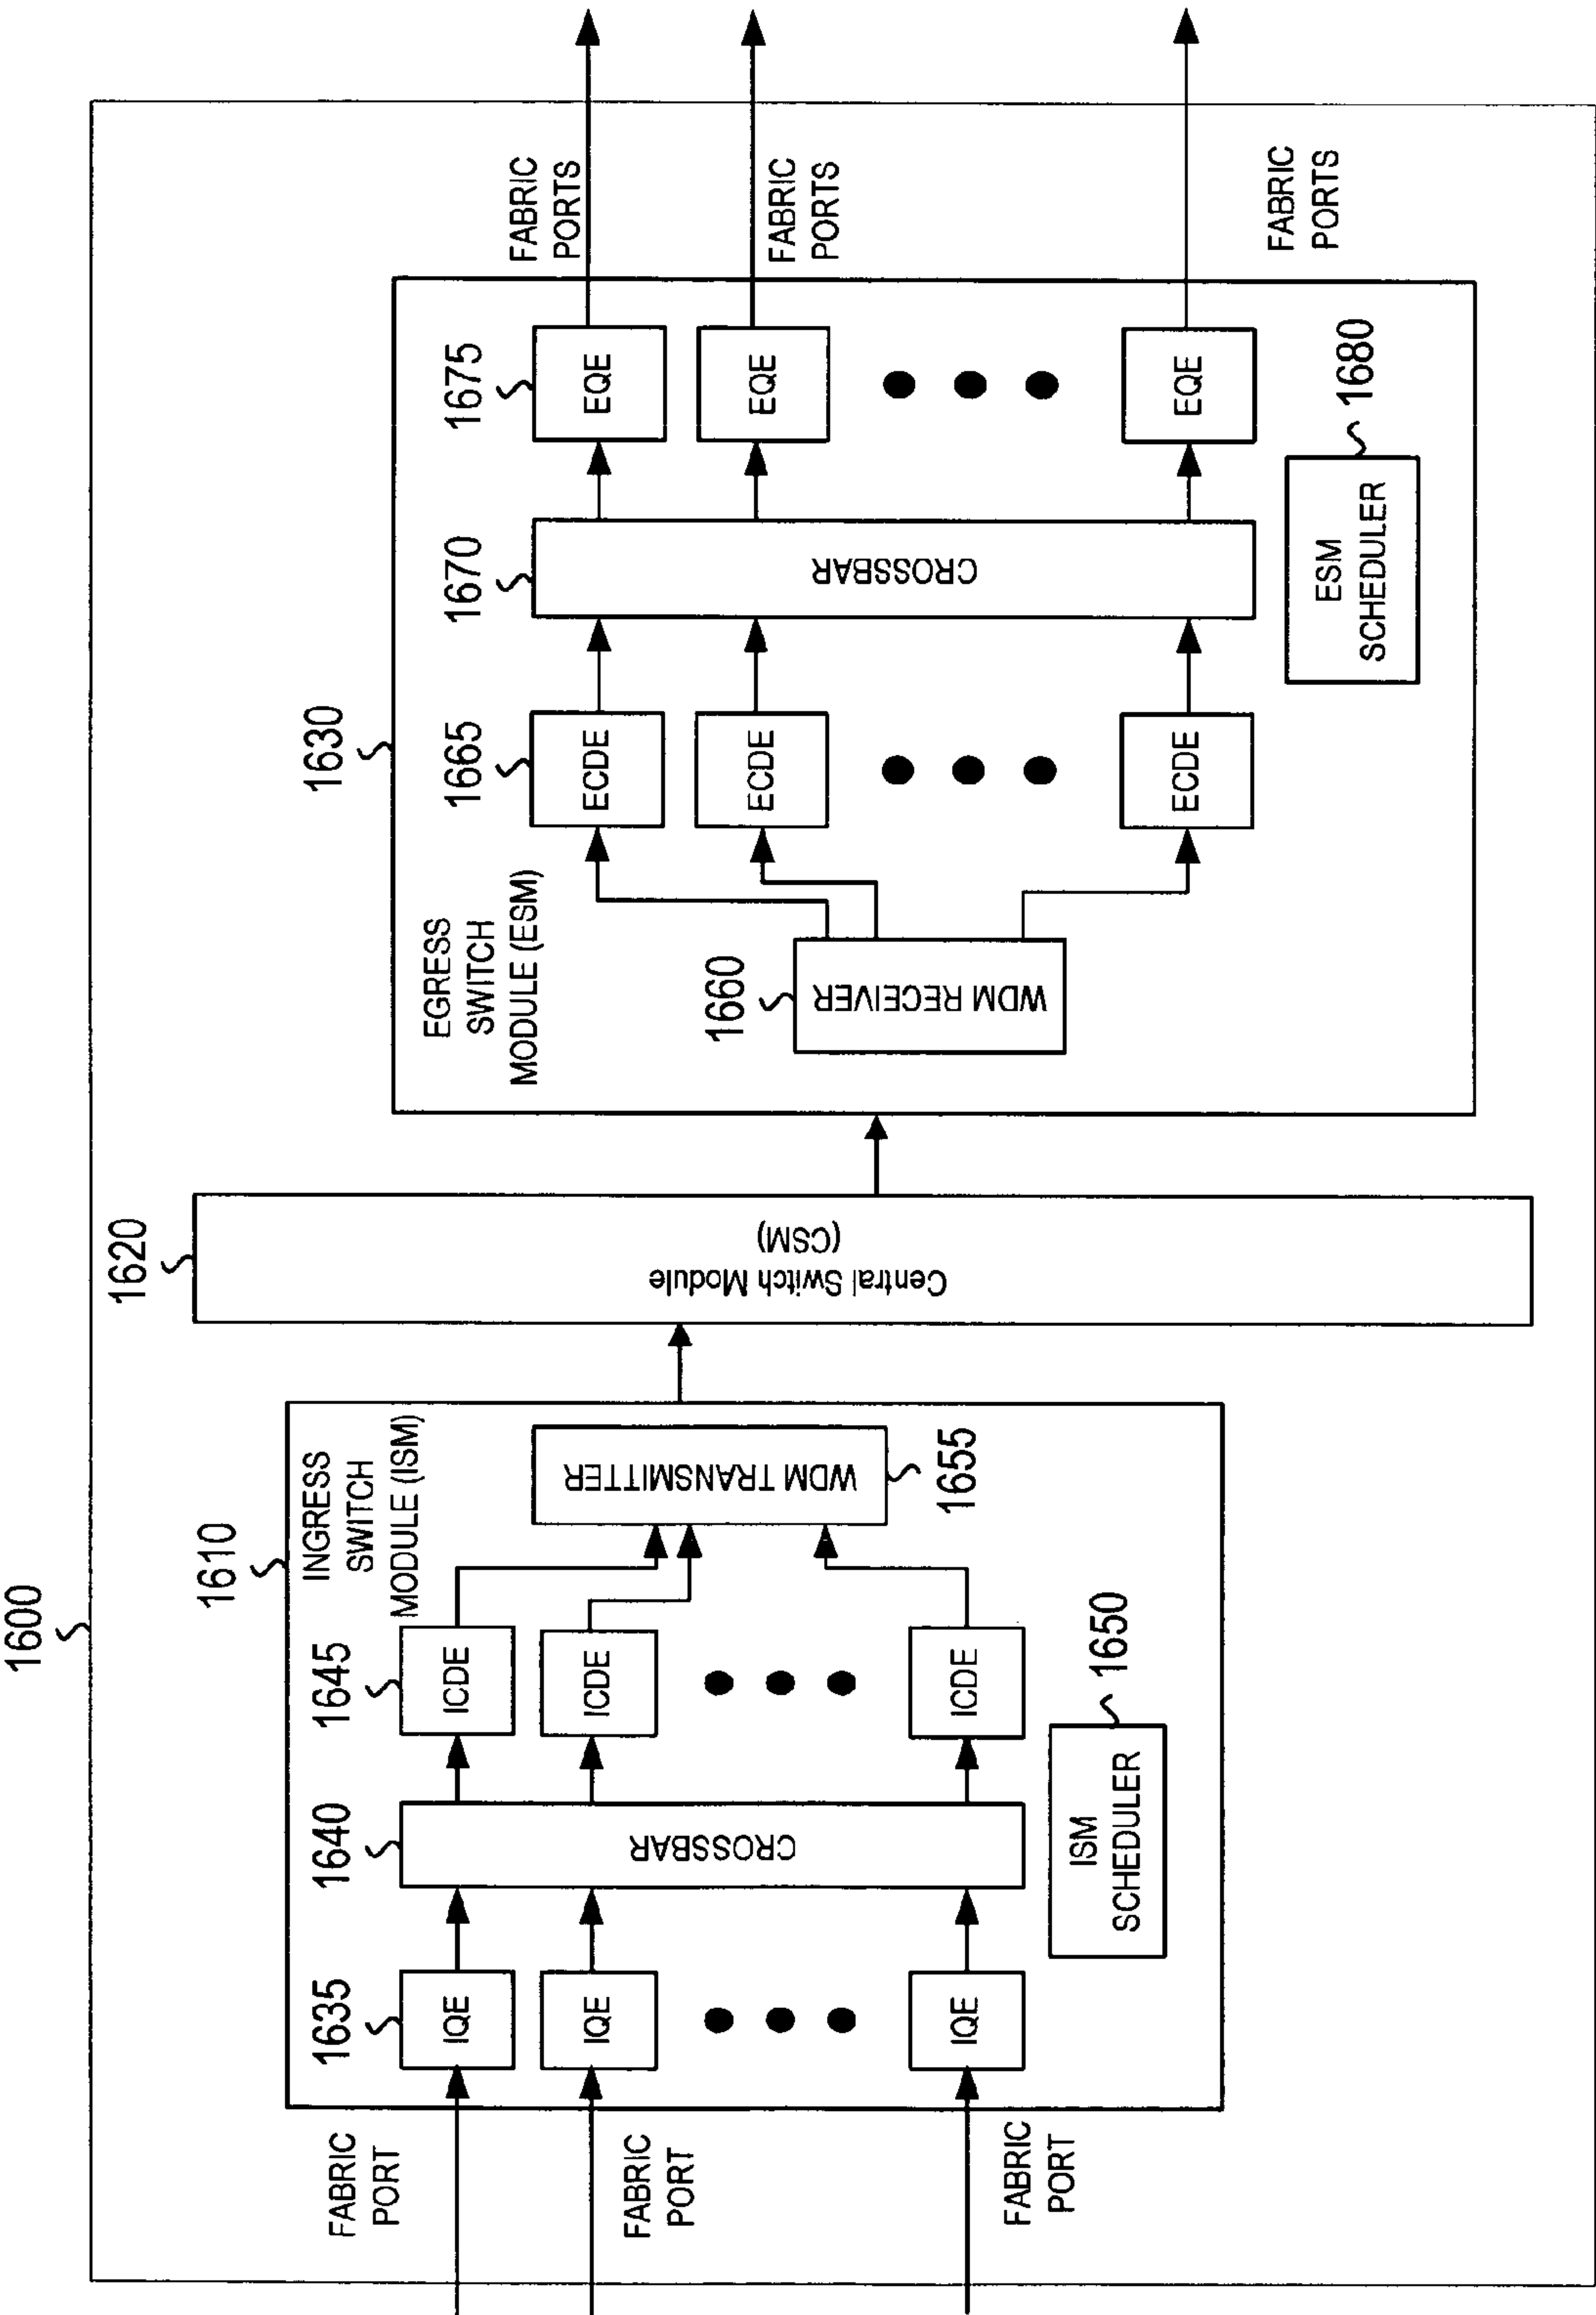 1600
1610
INGRESS
SWITCH
MODULE (ISM)
FABRIC
PORT
FABRIC
PORT
FABRIC
PORT
1635
IQE
IQE
IQE
1640
CROSSBAR
1645
ICDE
ICDE
ICDE
ISM
SCHEDULER
1650
WDM TRANSMITTER
1655
1620
Central Switch Module
(CSM)
1630
EGRESS
SWITCH
MODULE (ESM)
1660
WDM RECEIVER
1665
ECDE
ECDE
ECDE
1670
CROSSBAR
1675
EQE
EQE
EQE
ESM
SCHEDULER
1680
FABRIC
PORTS
FABRIC
PORTS
FABRIC
PORTS